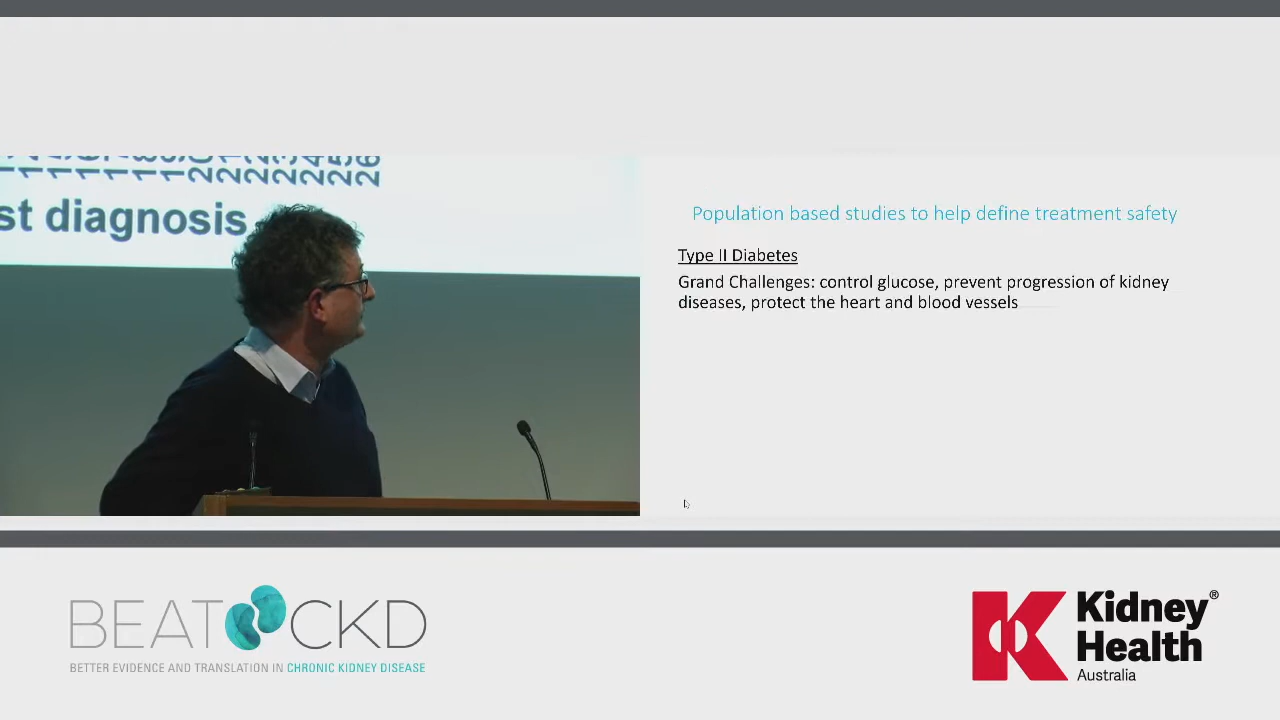 st diagnosis
Population based studies to help define treatment safety
Type II Diabetes
Grand Challenges: control glucose, prevent progression of kidney
diseases, protect the heart and blood vessels
BEAT CKD
BETTER EVIDENCE AND TRANSLATION IN CHRONIC KIDNEY DISEASE
Kidney®
Health
Australia